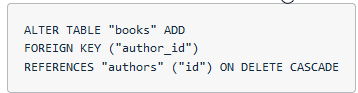 ALTER TABLE "books" ADD
FOREIGN KEY ("author_id")
REFERENCES "authors" ("id") ON DELETE CASCADE